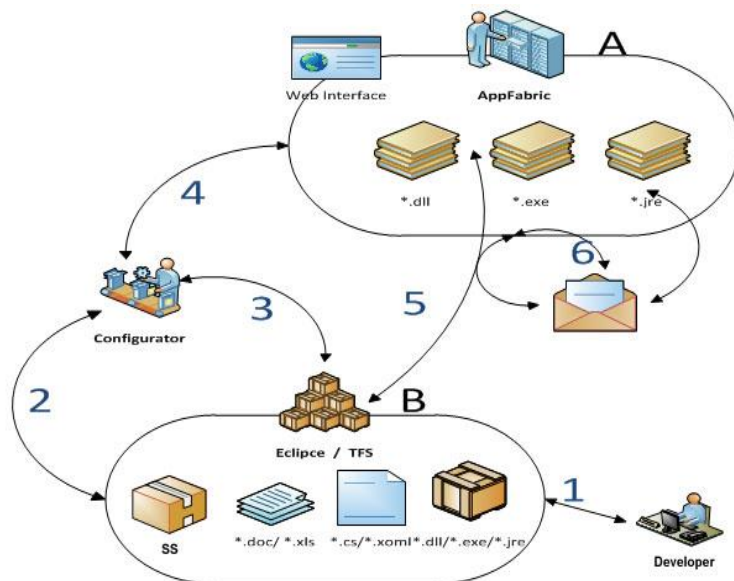 A
Web Interface
AppFabric
*.dll
*.exe
*.jre
4
6
5
3
Configurator
2
B
Eclipce / TFS
1
SS
*.doc/ *.xls
*.cs/*.xoml
*.dll/*.exe/*.jre
Developer